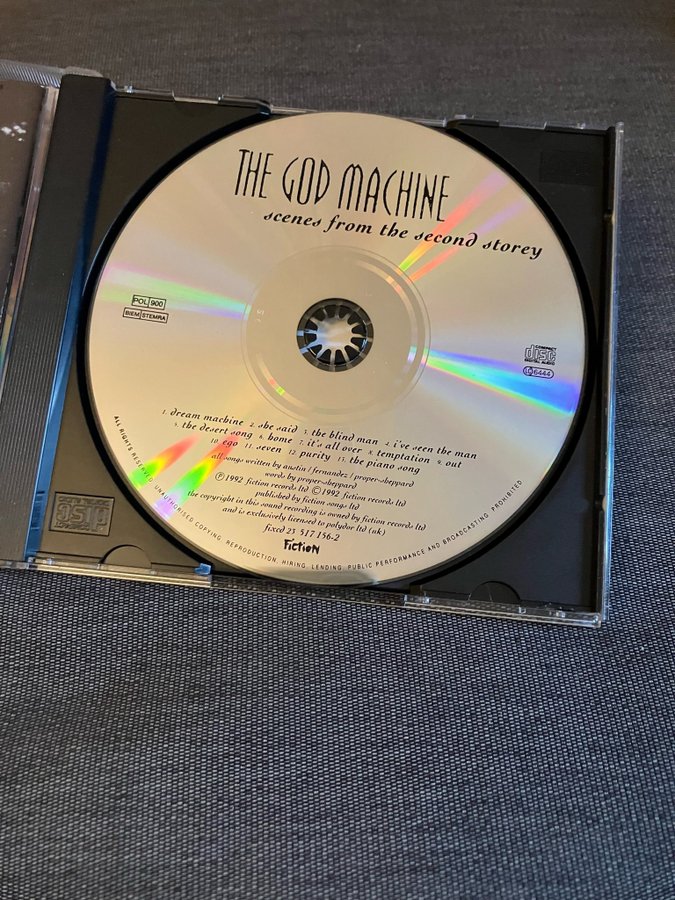 THE GOD MACHINE
scenes from the second storey
POL 900
BIEM STEMRA
COMPACT
disc
DIGITAL AUDIO
1. dream machine 2. she said 3. the blind man 4. i've seen the man
5. the desert song 6. home 7. it's all over 8. temptation 9. out
10. ego 11. seven 12. purity 13. the piano song
all songs written by austin / fernandez / proper-sheppard
words by proper-sheppard
Ⓟ 1992 fiction records ltd © 1992 fiction records ltd
published by fiction songs ltd
the copyright in this sound recording is owned by fiction records ltd
and is exclusively licensed to polydor ltd (uk)
fixcd 23 517 156-2
Fiction
ALL RIGHTS RESERVED. UNAUTHORISED COPYING, REPRODUCTION, HIRING, LENDING, PUBLIC PERFORMANCE AND BROADCASTING PROHIBITED